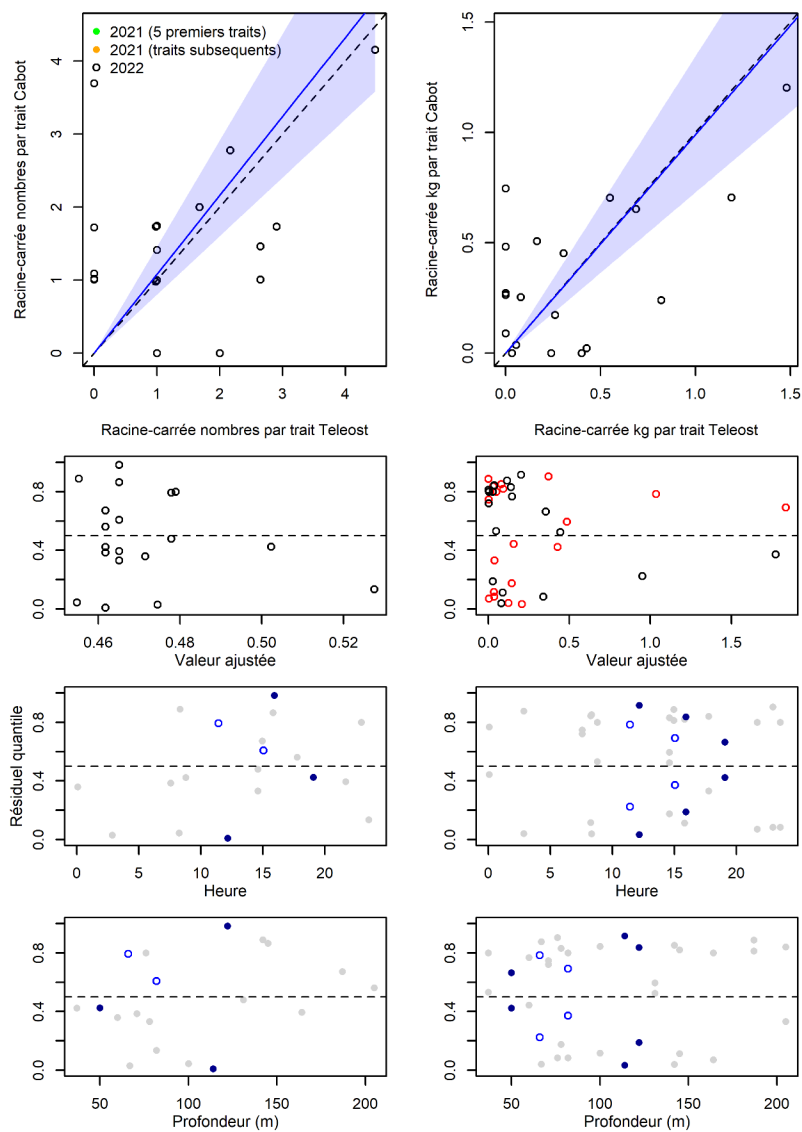 2021 (5 premiers traits)
2021 (traits subsequents)
2022
Racine-carrée nombres par trait Cabot
0 1 2 3 4
0 1 2 3 4
Racine-carrée nombres par trait Teleost
Racine-carrée kg par trait Cabot
0.0 0.5 1.0 1.5
0.0 0.5 1.0 1.5
Racine-carrée kg par trait Teleost
0.0 0.4 0.8
0.46 0.48 0.50 0.52
Valeur ajustée
0.0 0.4 0.8
0.0 0.5 1.0 1.5
Valeur ajustée
Résiduel quantile
0.0 0.4 0.8
0 5 10 15 20
Heure
0.0 0.4 0.8
0 5 10 15 20
Heure
0.0 0.4 0.8
50 100 150 200
Profondeur (m)
0.0 0.4 0.8
50 100 150 200
Profondeur (m)